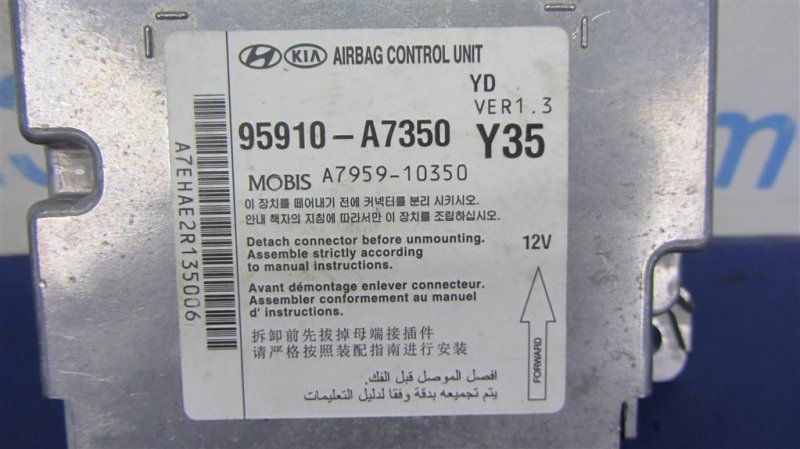 HYUNDAI KIA AIRBAG CONTROL UNIT
YD
VER1.3
95910-A7350 Y35
MOBIS A7959-10350
이 장치를 떼어내기 전에 커넥터를 분리 시키시오.
안내 책자의 지침에 따라서만 이 장치를 조립하십시오.
Detach connector before unmounting.
Assemble strictly according
to manual instructions.
12V
Avant démontage enlever connecteur.
Assembler conformement au manuel
d' instructions.
拆卸前先拔掉母端接插件
请严格按照装配指南进行安装
افصل الموصل قبل الفك.
يتم تجميعه بدقة وفقا لدليل التعليمات
FORWARD
A7EHAE2R135006